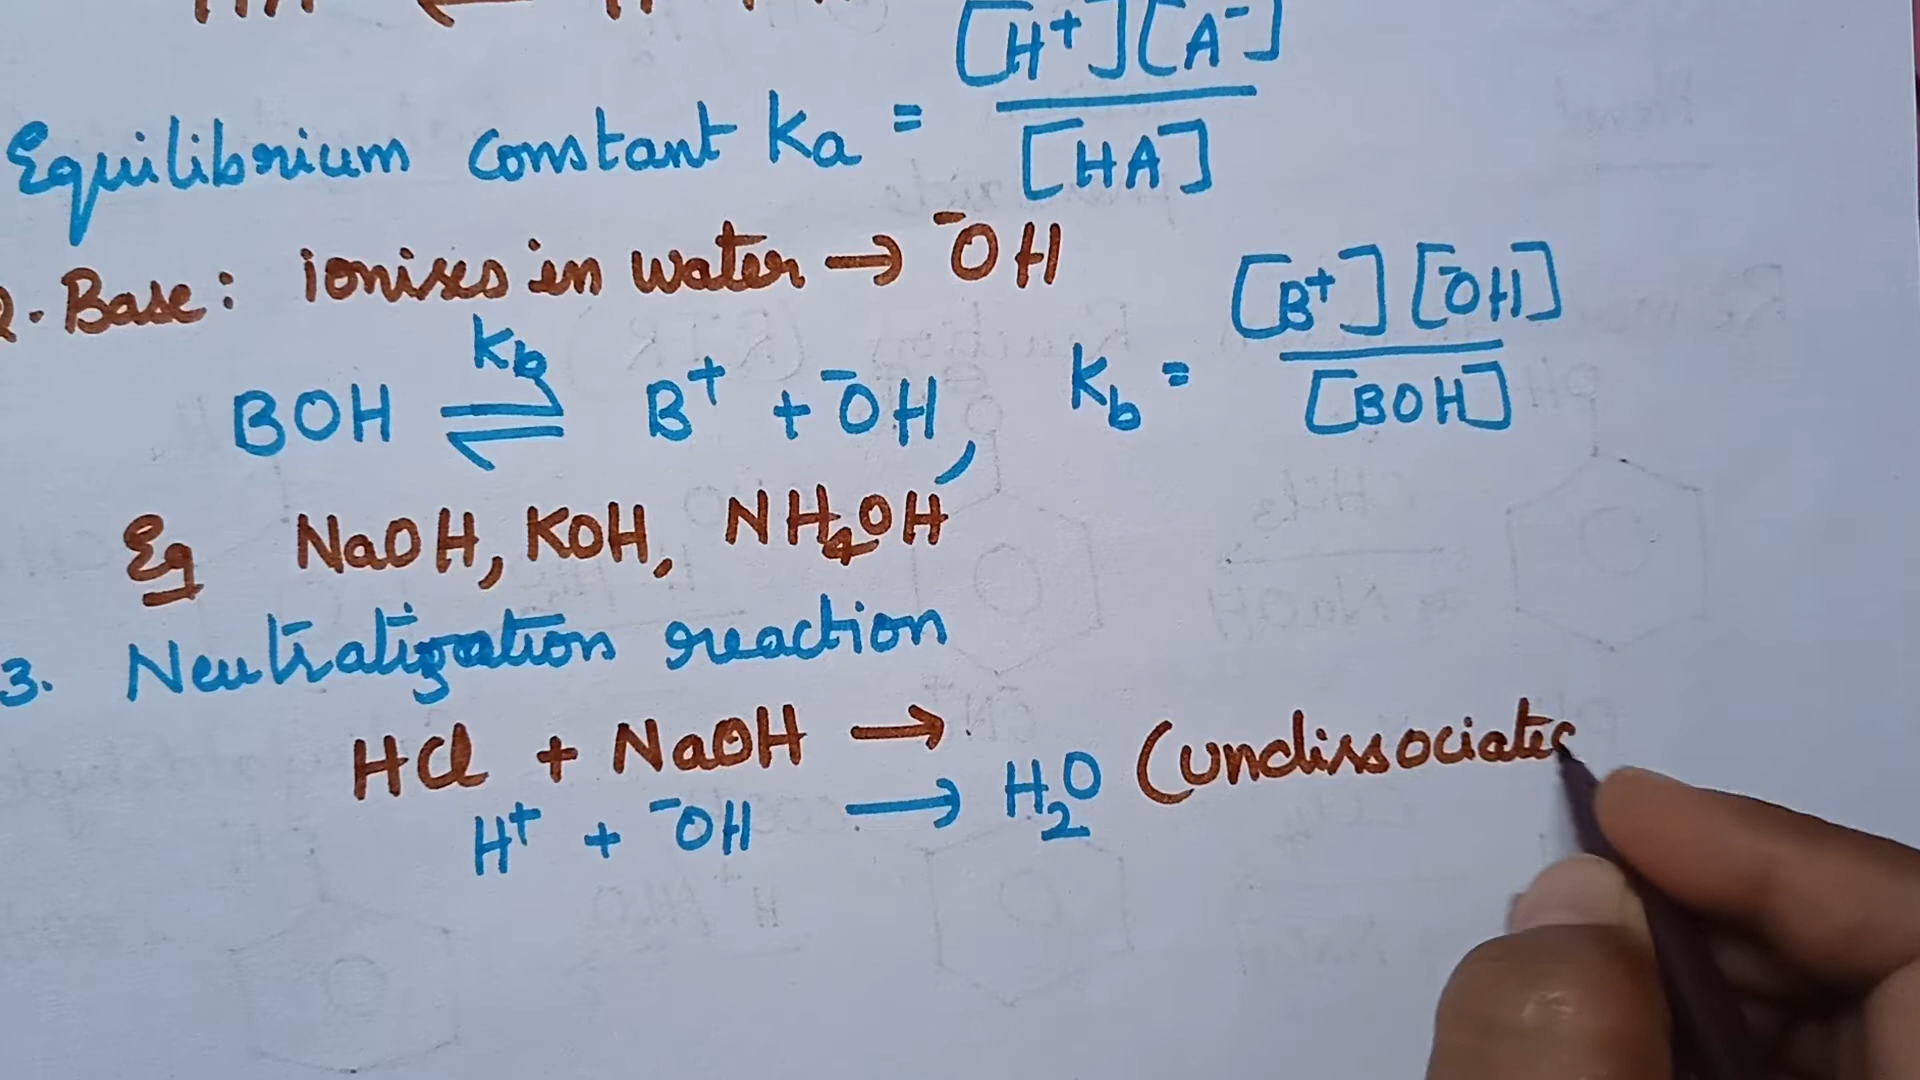 HA ⇌ H
Equilibrium constant Ka = [H⁺][A⁻] / [HA]
2. Base: ionises in water → ⁻OH
BOH ⇌ (Kb) B⁺ + ⁻OH, Kb = [B⁺][⁻OH] / [BOH]
Eg NaOH, KOH, NH₄OH
3. Neutralization reaction
HCl + NaOH →
H⁺ + ⁻OH → H₂O (undissociate